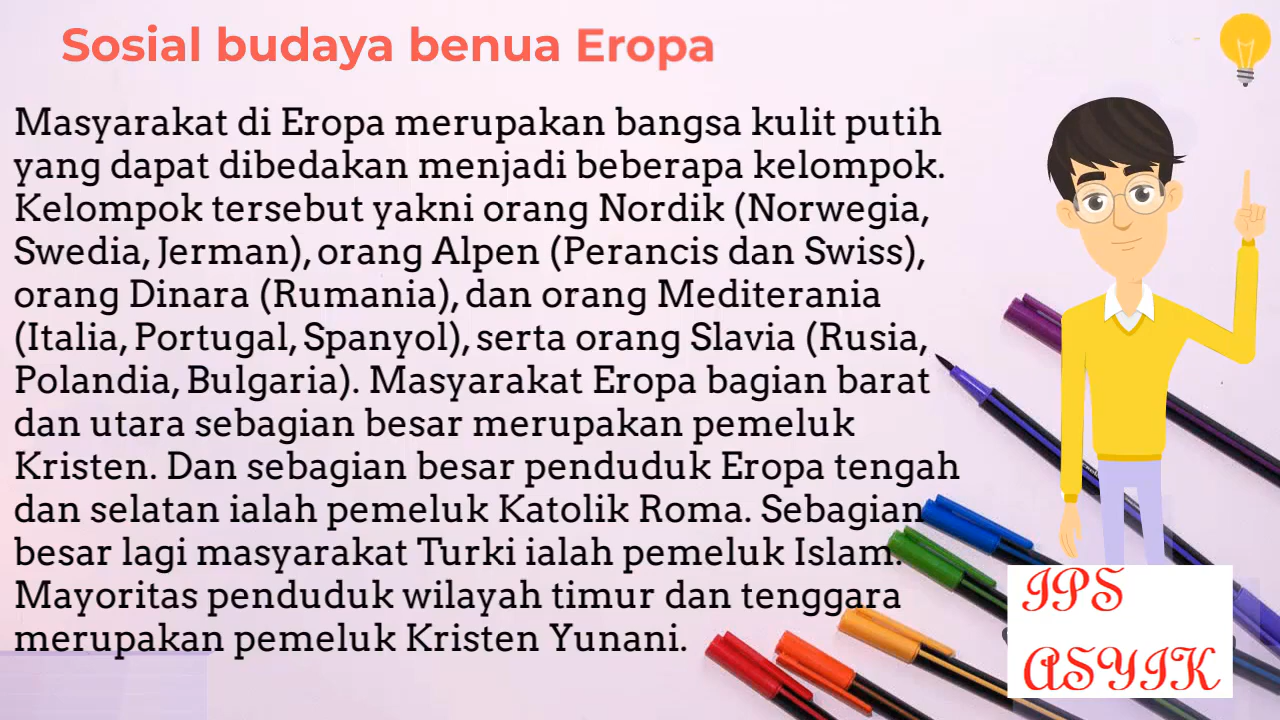 Sosial budaya benua Eropa
Masyarakat di Eropa merupakan bangsa kulit putih
yang dapat dibedakan menjadi beberapa kelompok.
Kelompok tersebut yakni orang Nordik (Norwegia,
Swedia, Jerman), orang Alpen (Perancis dan Swiss),
orang Dinara (Rumania), dan orang Mediterania
(Italia, Portugal, Spanyol), serta orang Slavia (Rusia,
Polandia, Bulgaria). Masyarakat Eropa bagian barat
dan utara sebagian besar merupakan pemeluk
Kristen. Dan sebagian besar penduduk Eropa tengah
dan selatan ialah pemeluk Katolik Roma. Sebagian
besar lagi masyarakat Turki ialah pemeluk Islam.
Mayoritas penduduk wilayah timur dan tenggara
merupakan pemeluk Kristen Yunani.
IPS
ASYIK